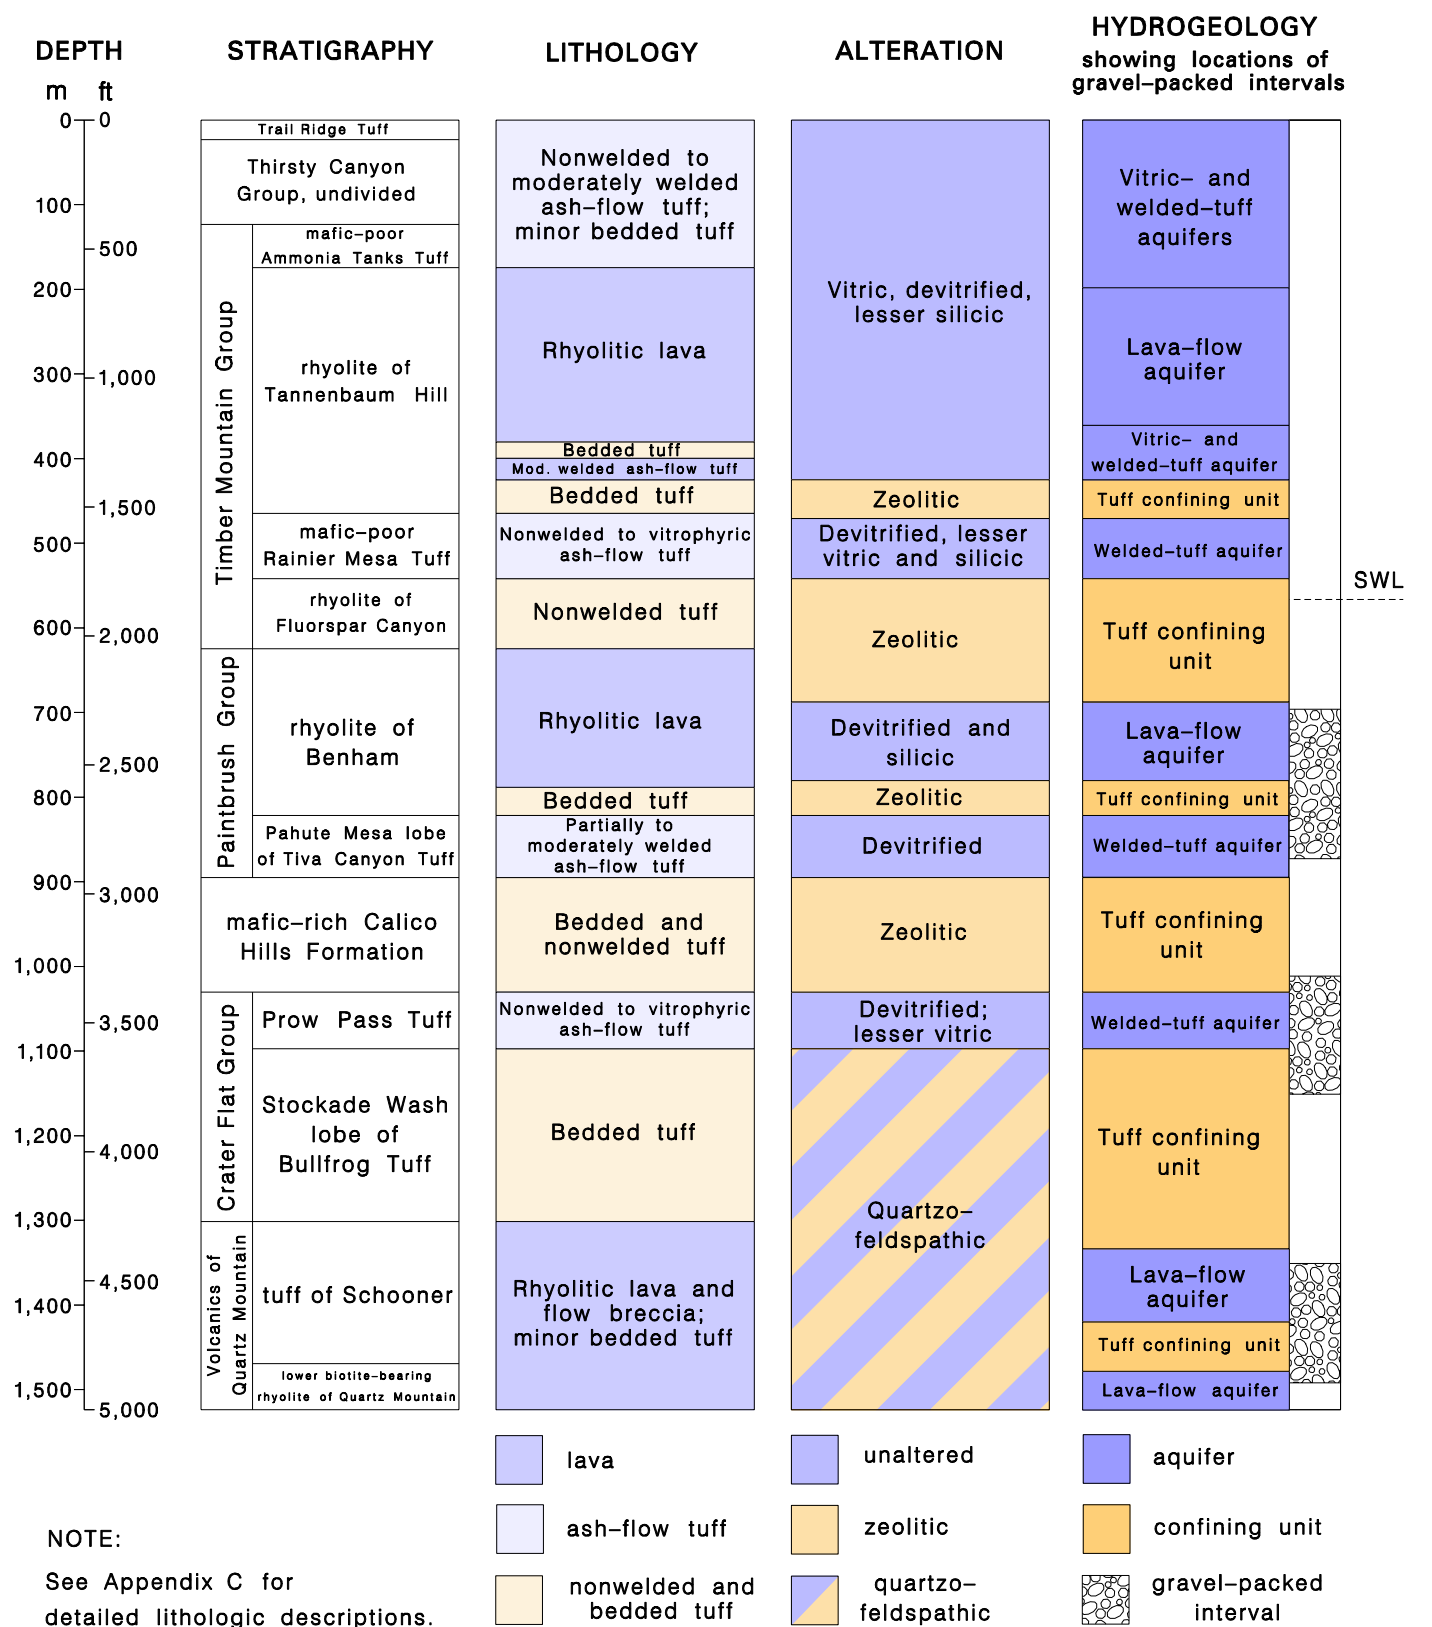 DEPTH
m ft
0 0
100
500
200
300
1,000
400
1,500
500
600
2,000
700
2,500
800
900
3,000
1,000
3,500
1,100
1,200
4,000
1,300
4,500
1,400
1,500
5,000
STRATIGRAPHY
Trail Ridge Tuff
Thirsty Canyon
Group, undivided
Timber Mountain Group
mafic–poor
Ammonia Tanks Tuff
rhyolite of
Tannenbaum Hill
mafic–poor
Rainier Mesa Tuff
rhyolite of
Fluorspar Canyon
Paintbrush Group
rhyolite of
Benham
Pahute Mesa lobe
of Tiva Canyon Tuff
mafic–rich Calico
Hills Formation
Crater Flat Group
Prow Pass Tuff
Stockade Wash
lobe of
Bullfrog Tuff
Volcanics of
Quartz Mountain
tuff of Schooner
lower biotite–bearing
rhyolite of Quartz Mountain
LITHOLOGY
Nonwelded to
moderately welded
ash–flow tuff;
minor bedded tuff
Rhyolitic lava
Bedded tuff
Mod. welded ash–flow tuff
Bedded tuff
Nonwelded to vitrophyric
ash–flow tuff
Nonwelded tuff
Rhyolitic lava
Bedded tuff
Partially to
moderately welded
ash–flow tuff
Bedded and
nonwelded tuff
Nonwelded to vitrophyric
ash–flow tuff
Bedded tuff
Rhyolitic lava and
flow breccia;
minor bedded tuff
ALTERATION
Vitric, devitrified,
lesser silicic
Zeolitic
Devitrified, lesser
vitric and silicic
Zeolitic
Devitrified and
silicic
Zeolitic
Devitrified
Zeolitic
Devitrified;
lesser vitric
Quartzo–
feldspathic
HYDROGEOLOGY
showing locations of
gravel–packed intervals
Vitric– and
welded–tuff
aquifers
Lava–flow
aquifer
Vitric– and
welded–tuff aquifer
Tuff confining unit
Welded–tuff aquifer
SWL
Tuff confining
unit
Lava–flow
aquifer
Tuff confining unit
Welded–tuff aquifer
Tuff confining
unit
Welded–tuff aquifer
Tuff confining
unit
Lava–flow
aquifer
Tuff confining unit
Lava–flow aquifer
lava
ash–flow tuff
nonwelded and
bedded tuff
unaltered
zeolitic
quartzo–
feldspathic
aquifer
confining unit
gravel–packed
interval
NOTE:
See Appendix C for
detailed lithologic descriptions.